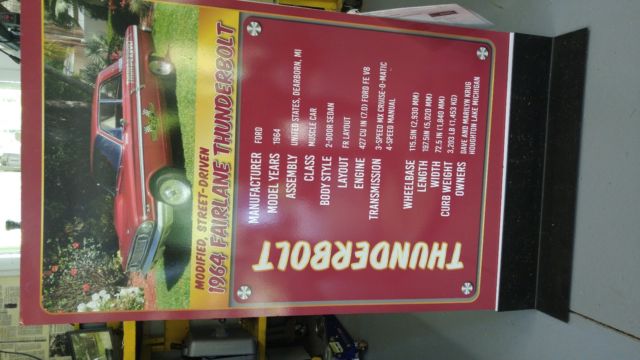 MODIFIED, STREET-DRIVEN
1964 FAIRLANE THUNDERBOLT
MANUFACTURER FORD
MODEL YEARS 1964
ASSEMBLY UNITED STATES, DEARBORN, MI
CLASS MUSCLE CAR
BODY STYLE 2-DOOR SEDAN
LAYOUT FR LAYOUT
ENGINE 427 CU IN (7.0) FORD FE V8
TRANSMISSION 3-SPEED MX CRUISE-O-MATIC
4-SPEED MANUAL
WHEELBASE 115.5IN (2,930 MM)
LENGTH 197.5IN (5,020 MM)
WIDTH 72.5 IN (1,840 MM)
CURB WEIGHT 3,203 LB (1,453 KG)
OWNERS DAVE AND MARILYN KRUG
HOUGHTON LAKE MICHIGAN
THUNDERBOLT